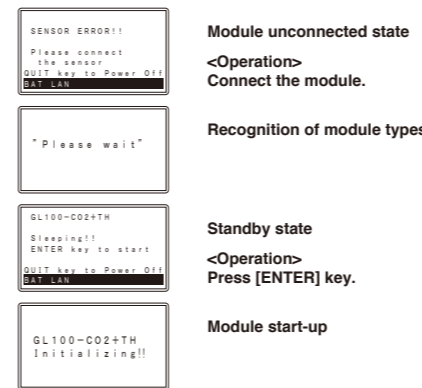 SENSOR ERROR!!
Please connect
the sensor
QUIT key to Power Off
BAT LAN
Module unconnected state
<Operation>
Connect the module.
"Please wait"
Recognition of module types
GL100-CO2+TH
Sleeping!!
ENTER key to start
QUIT key to Power Off
BAT LAN
Standby state
<Operation>
Press [ENTER] key.
GL100-CO2+TH
Initializing!!
Module start-up